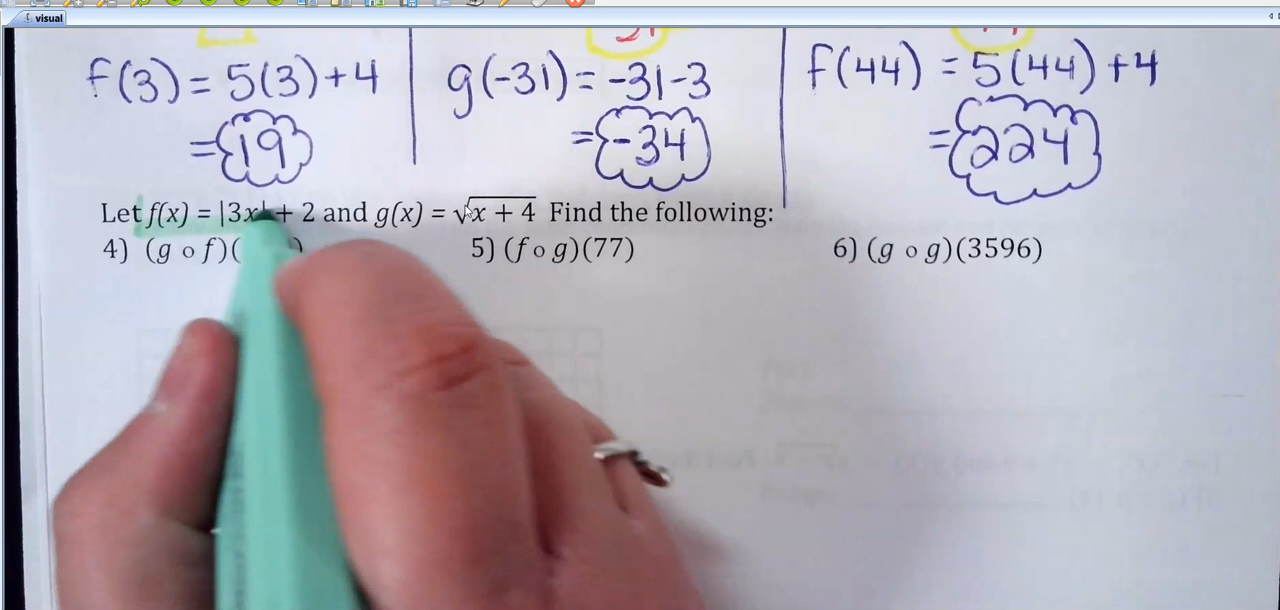 visual
f(3) = 5(3)+4
= 19
g(-31) = -31-3
= -34
f(44) = 5(44)+4
= 224
Let f(x) = |3x| + 2 and g(x) = √x + 4 Find the following:
4) (g ∘ f)( )
5) (f ∘ g)(77)
6) (g ∘ g)(3596)